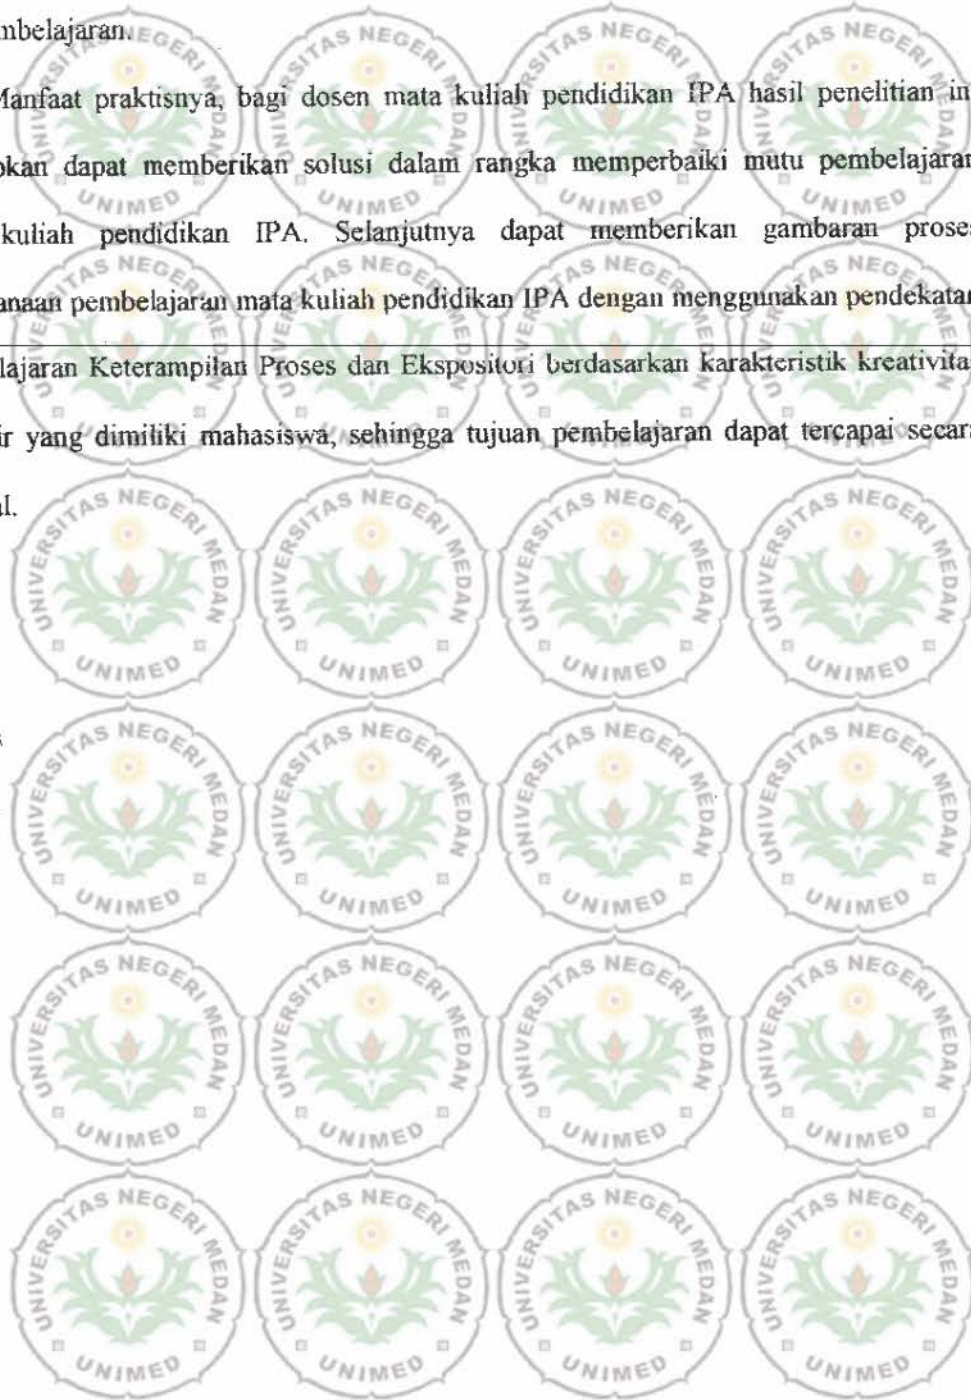 mbelajaran.
Manfaat praktisnya, bagi dosen mata kuliah pendidikan IPA hasil penelitian in
okan dapat memberikan solusi dalam rangka memperbaiki mutu pembelajaran
kuliah pendidikan IPA. Selanjutnya dapat memberikan gambaran proses
anaan pembelajaran mata kuliah pendidikan IPA dengan menggunakan pendekatan
lajaran Keterampilan Proses dan Ekspositori berdasarkan karakteristik kreativitas
ir yang dimiliki mahasiswa, sehingga tujuan pembelajaran dapat tercapai secara
al.